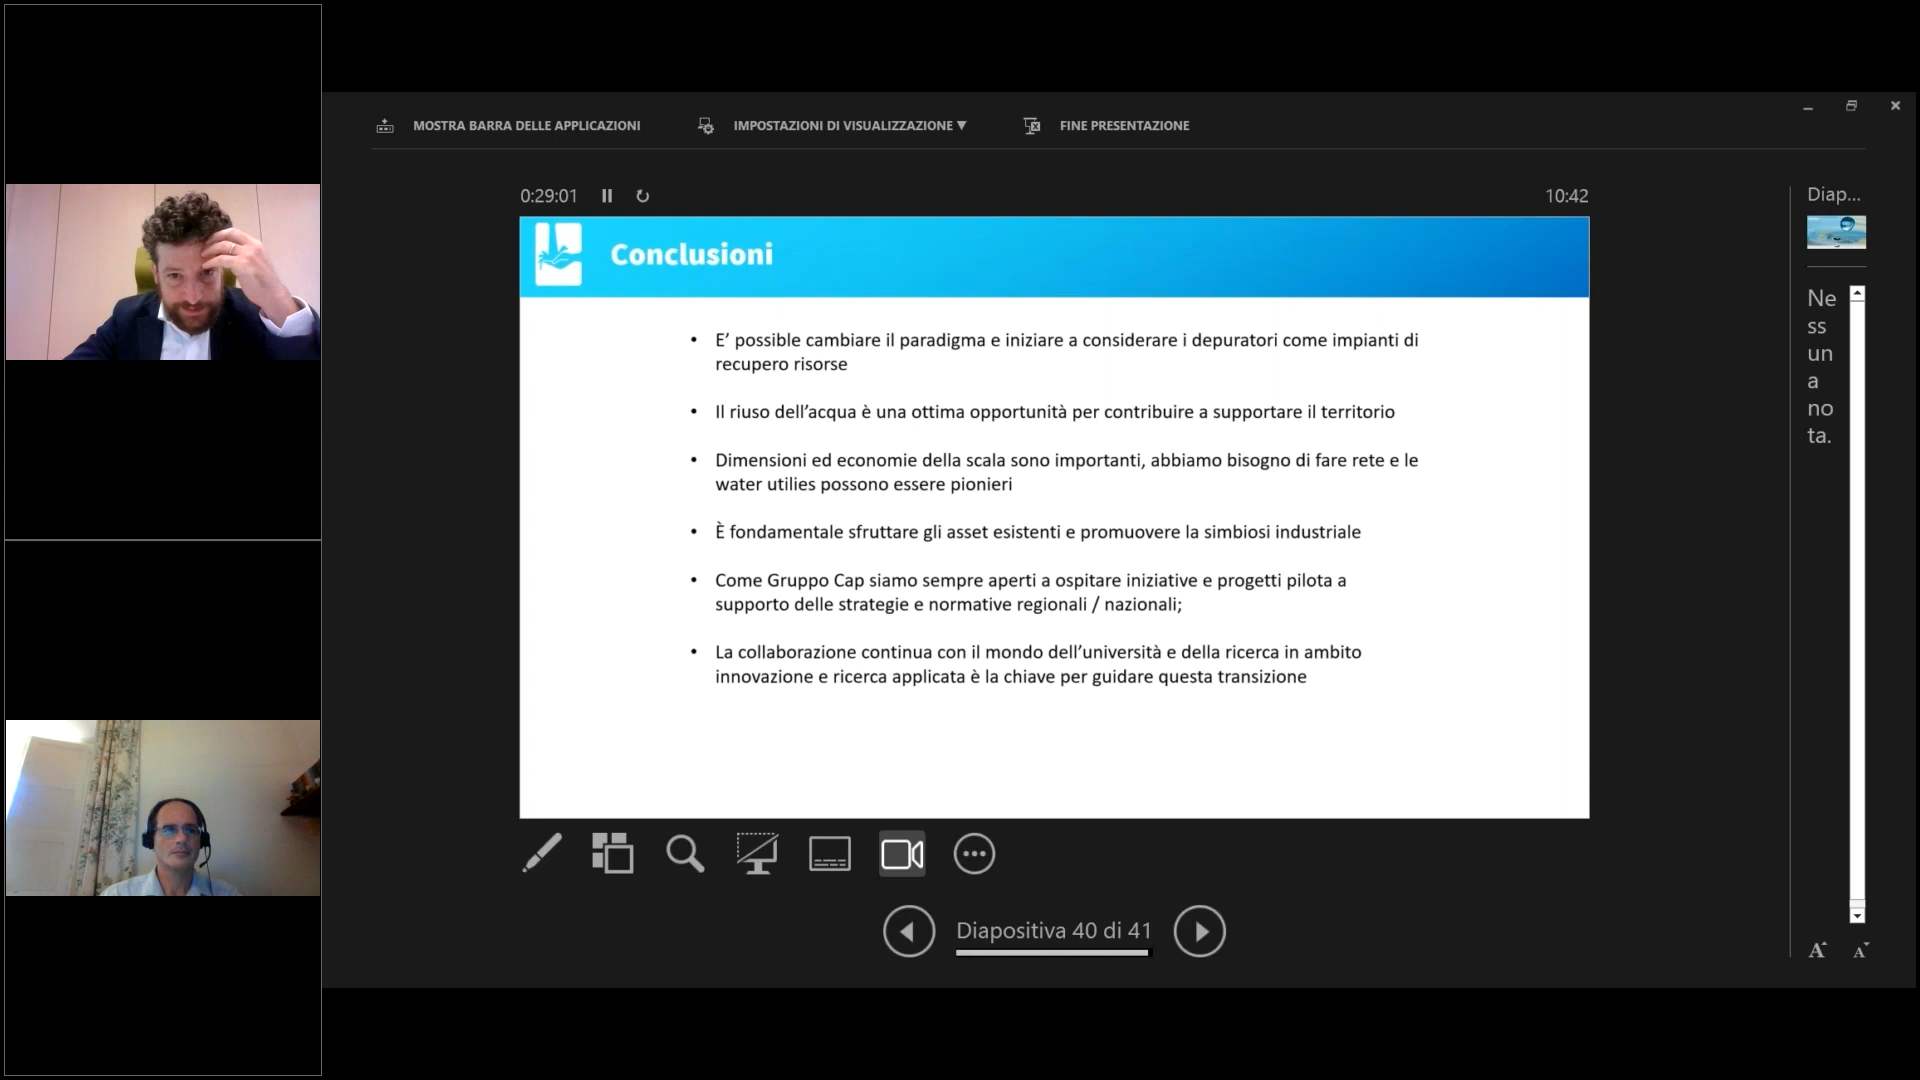 MOSTRA BARRA DELLE APPLICAZIONI
IMPOSTAZIONI DI VISUALIZZAZIONE ▼
FINE PRESENTAZIONE
0:29:01
10:42
Conclusioni
• E’ possible cambiare il paradigma e iniziare a considerare i depuratori come impianti di
recupero risorse
• Il riuso dell’acqua è una ottima opportunità per contribuire a supportare il territorio
• Dimensioni ed economie della scala sono importanti, abbiamo bisogno di fare rete e le
water utilies possono essere pionieri
• È fondamentale sfruttare gli asset esistenti e promuovere la simbiosi industriale
• Come Gruppo Cap siamo sempre aperti a ospitare iniziative e progetti pilota a
supporto delle strategie e normative regionali / nazionali;
• La collaborazione continua con il mondo dell’università e della ricerca in ambito
innovazione e ricerca applicata è la chiave per guidare questa transizione
Diapositiva 40 di 41
Diap...
Ne
ss
un
a
no
ta.
A A